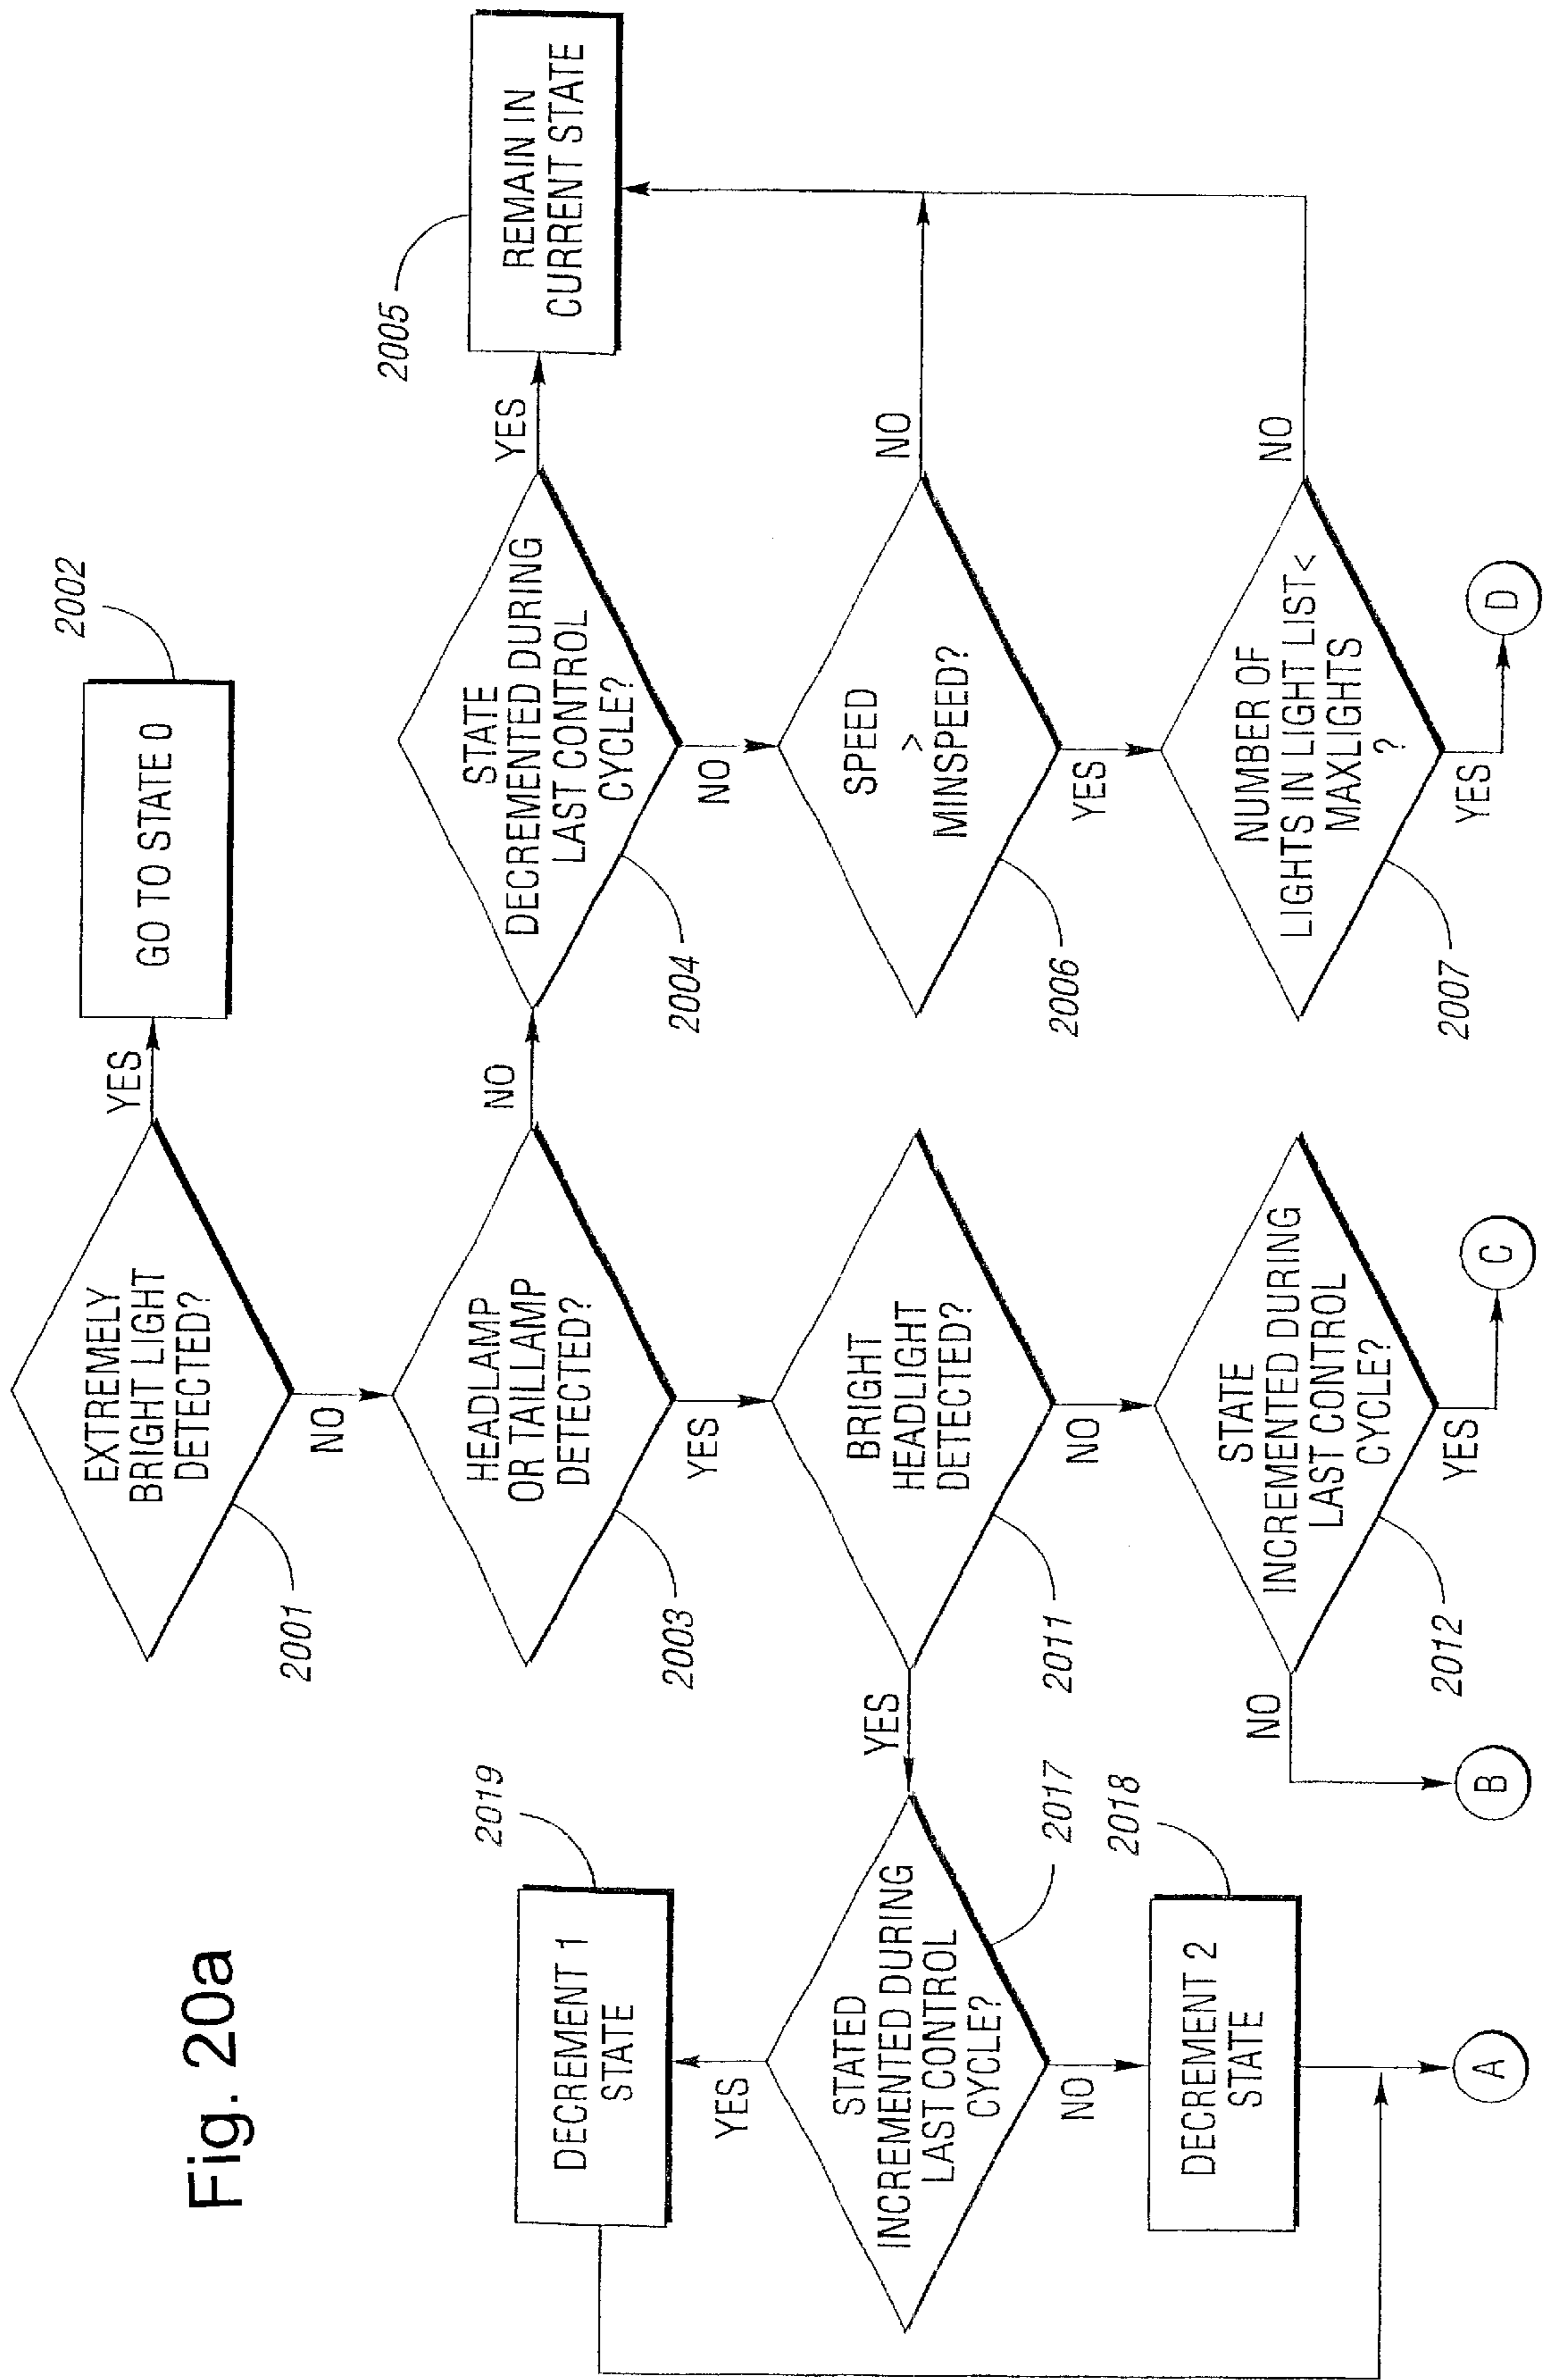 Fig. 20a
EXTREMELY
BRIGHT LIGHT
DETECTED?
2001
YES
GO TO STATE 0
2002
NO
HEADLAMP
OR TAILLAMP
DETECTED?
2003
NO
STATE
DECREMENTED DURING
LAST CONTROL
CYCLE?
2004
YES
REMAIN IN
CURRENT STATE
2005
NO
SPEED
>
MINSPEED?
2006
NO
YES
NUMBER OF
LIGHTS IN LIGHT LIST<
MAXLIGHTS
?
2007
NO
YES
D
YES
BRIGHT
HEADLIGHT
DETECTED?
2011
NO
STATE
INCREMENTED DURING
LAST CONTROL
CYCLE?
2012
YES
C
NO
B
YES
STATED
INCREMENTED DURING
LAST CONTROL
CYCLE?
2017
YES
DECREMENT 1
STATE
2019
NO
DECREMENT 2
STATE
2018
A